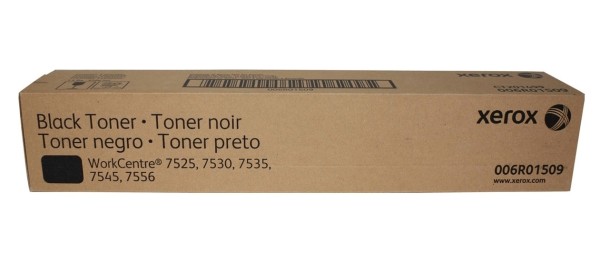 xerox
Black Toner • Toner noir
Toner negro • Toner preto
WorkCentre® 7525, 7530, 7535,
7545, 7556
xerox
006R01509
www.xerox.com